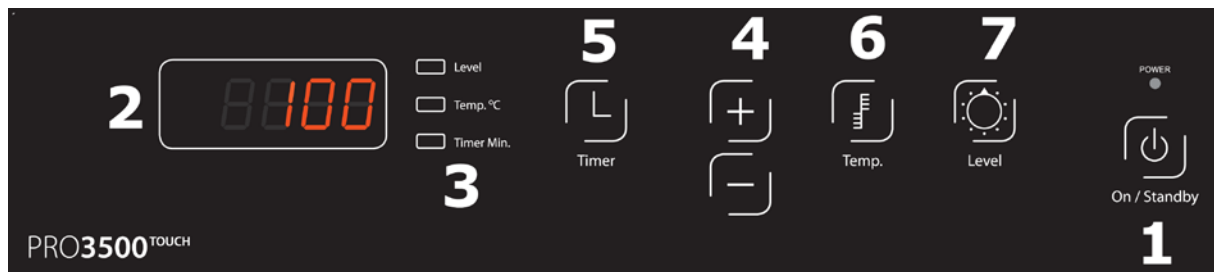 5
4
6
7
Level
POWER
2
100
Temp. ºC
Timer Min.
Timer
Temp.
Level
3
On / Standby
PRO3500TOUCH
1